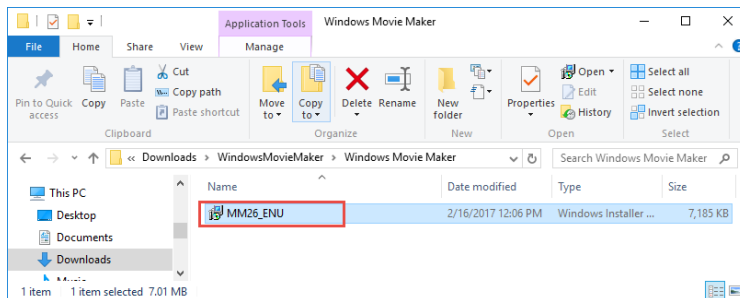 Application Tools
Windows Movie Maker
File
Home
Share
View
Manage
Pin to Quick access
Copy
Paste
Cut
Copy path
Paste shortcut
Clipboard
Move to
Copy to
Delete
Rename
Organize
New folder
New
Properties
Open
Edit
History
Open
Select all
Select none
Invert selection
Select
« Downloads > WindowsMovieMaker > Windows Movie Maker
Search Windows Movie Maker
This PC
Desktop
Documents
Downloads
Name
Date modified
Type
Size
MM26_ENU
2/16/2017 12:06 PM
Windows Installer ...
7,185 KB
1 item
1 item selected 7.01 MB